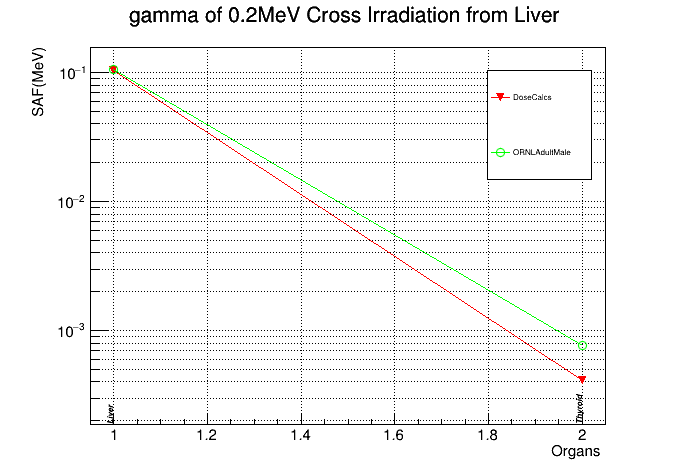 gamma of 0.2MeV Cross Irradiation from Liver
SAF(MeV)
10⁻¹
10⁻²
10⁻³
DoseCalcs
ORNLAdultMale
Liver
Thyroid
1 1.2 1.4 1.6 1.8 2
Organs